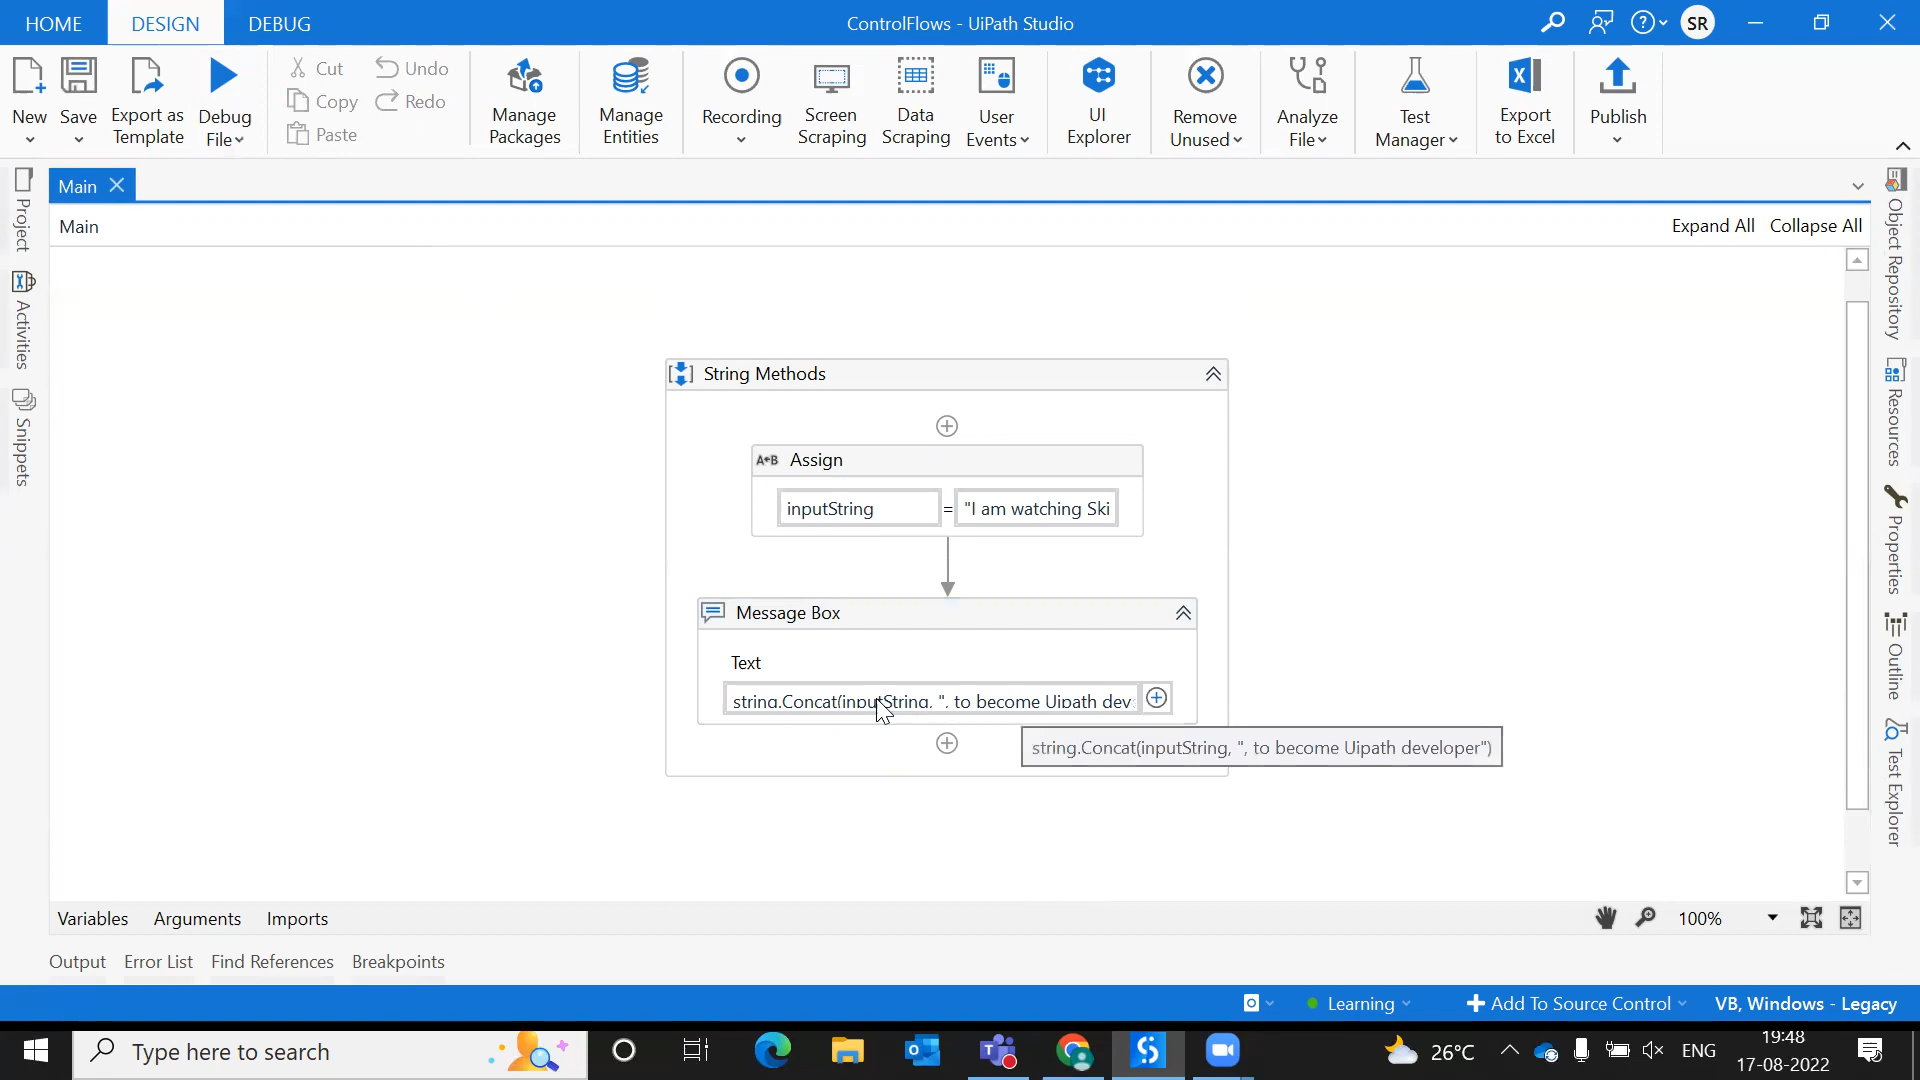 HOME DESIGN DEBUG ControlFlows - UiPath Studio SR
New Save Export as Template Debug File
Cut Copy Paste Undo Redo
Manage Packages
Manage Entities
Recording Screen Scraping Data Scraping User Events
UI Explorer
Remove Unused
Analyze File
Test Manager
Export to Excel
Publish
Main
Main Expand All Collapse All
Project
Activities
Snippets
String Methods
A B Assign
inputString = "I am watching Ski
Message Box
Text
string.Concat(inputString, ", to become Uipath dev
string.Concat(inputString, ", to become Uipath developer")
Object Repository
Resources
Properties
Outline
Test Explorer
Variables Arguments Imports 100%
Output Error List Find References Breakpoints
Learning Add To Source Control VB, Windows - Legacy
Type here to search 26°C ENG 19:48
17-08-2022